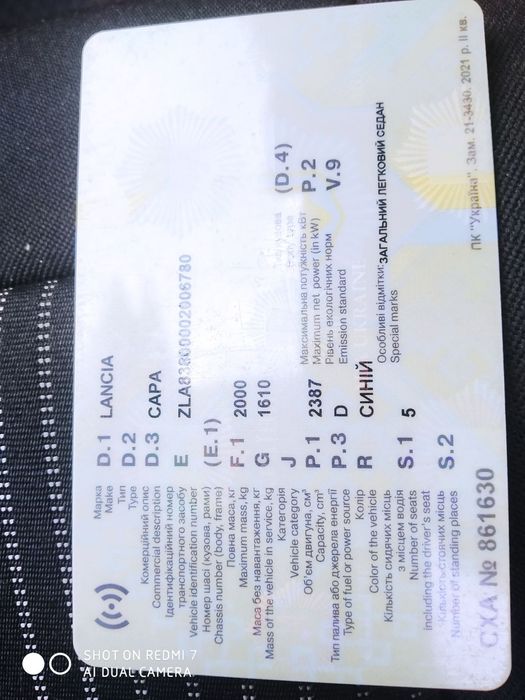 Марка D.1 LANCIA
Make
Тип D.2
Type
Комерційний опис D.3 CAPA
Commercial description
Ідентифікаційний номер
транспортного засобу E ZLA83800002006780
Vehicle identification number
Номер шасі (кузова, рами) (E.1)
Chassis number (body, frame)
Повна маса, кг F.1 2000
Maximum mass, kg
Маса без навантаження, кг G 1610
Mass of the vehicle in service, kg
Категорія J (D.4)
Vehicle category Body type
Об'єм двигуна, см³ P.1 2387 Максимальна потужність кВт P.2
Capacity, cm³ Maximum net power (in kW)
Тип палива або джерела енергії P.3 D Рівень екологічних норм V.9
Type of fuel or power source Emission standard
Колір R СИНІЙ
Color of the vehicle
Кількість сидячих місць
з місцем водія S.1 5 Особливі відмітки: ЗАГАЛЬНИЙ ЛЕГКОВИЙ СЕДАН
Number of seats Special marks
including the driver's seat
Кількість стоячих місць S.2
Number of standing places
СХА № 861630
ПК "Україна". Зам. 21-3430. 2021 р. II кв.
SHOT ON REDMI 7
AI DUAL CAMERA